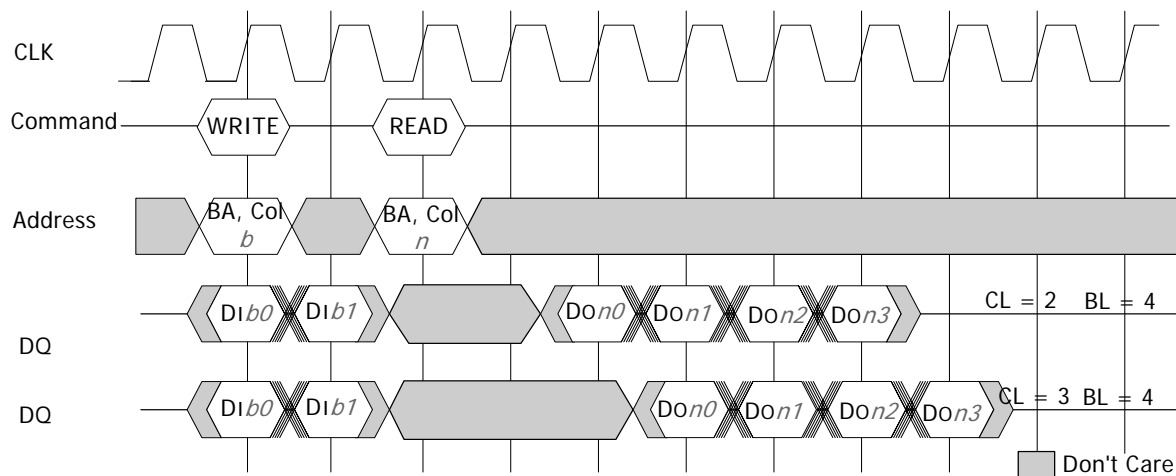 CLK
Command WRITE READ
Address BA, Col b BA, Col n
DQ DIb0 DIb1 DOn0 DOn1 DOn2 DOn3 CL = 2 BL = 4
DQ DIb0 DIb1 DOn0 DOn1 DOn2 DOn3 CL = 3 BL = 4
Don't Care